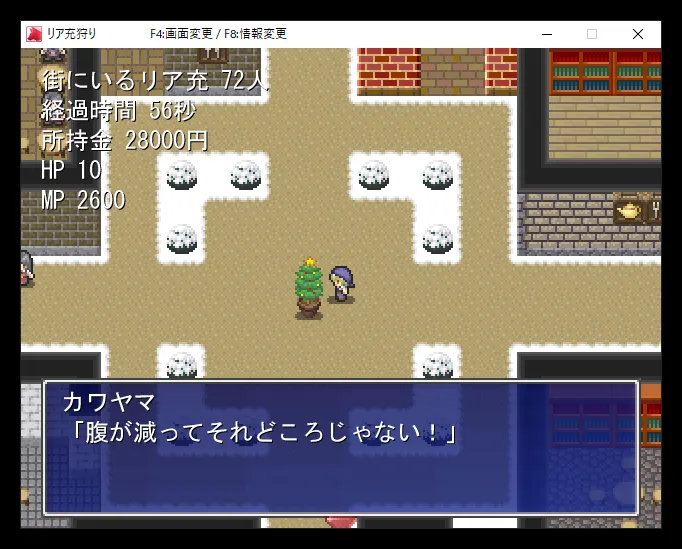 リア充狩り F4:画面変更 / F8:情報変更
街にいるリア充 72人
経過時間 56秒
所持金 28000円
HP 10
MP 2600
カワヤマ
「腹が減ってそれどころじゃない！」